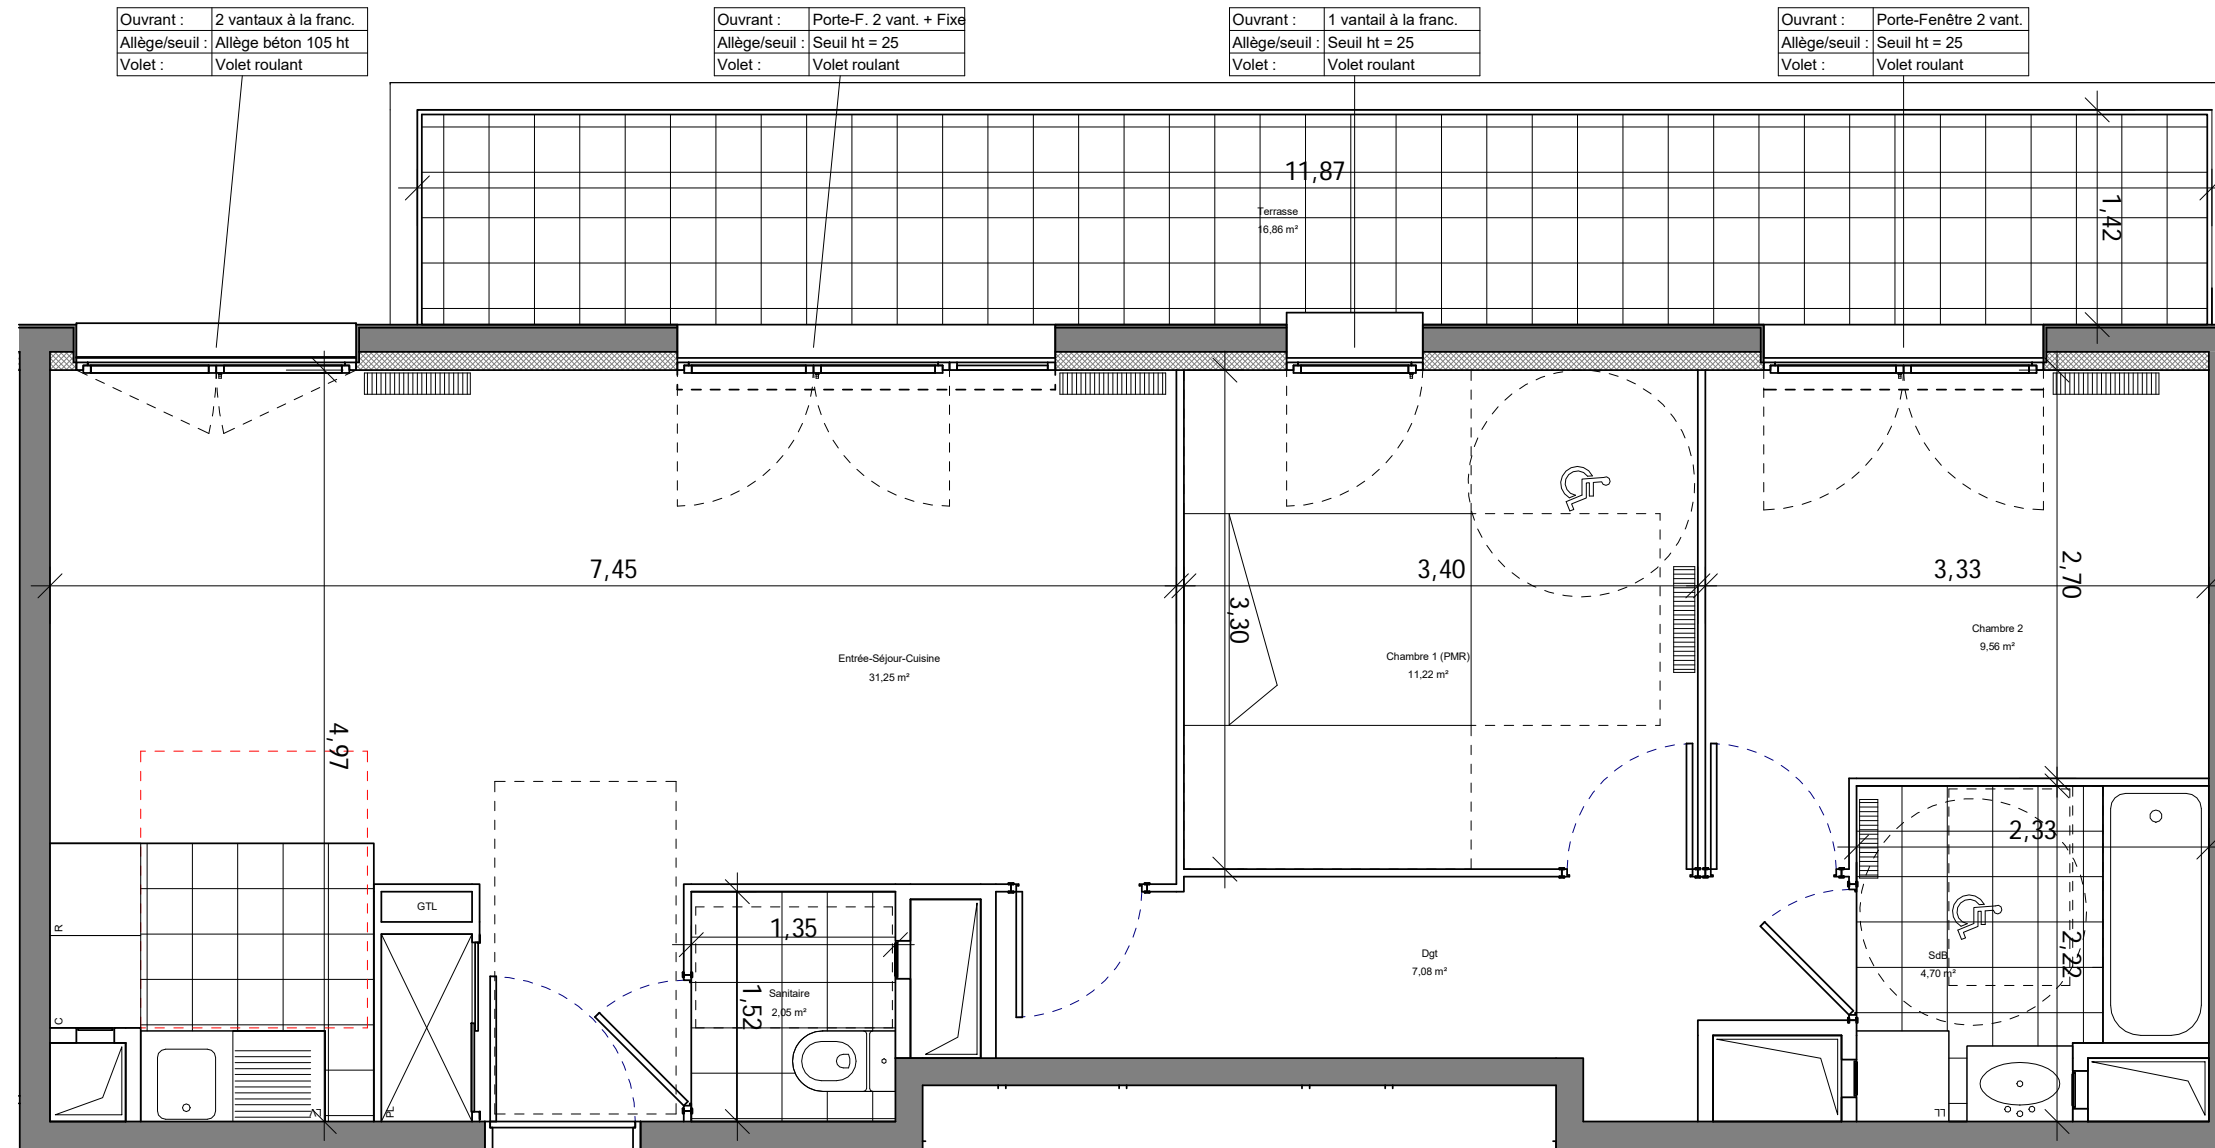 Ouvrant : 2 vantaux à la franc.
Allège/seuil : Allège béton 105 ht
Volet : Volet roulant
Ouvrant : Porte-F. 2 vant. + Fixe
Allège/seuil : Seuil ht = 25
Volet : Volet roulant
Ouvrant : 1 vantail à la franc.
Allège/seuil : Seuil ht = 25
Volet : Volet roulant
Ouvrant : Porte-Fenêtre 2 vant.
Allège/seuil : Seuil ht = 25
Volet : Volet roulant
11,87
Terrasse
16,86 m²
1,42
7,45
3,40
3,33
2,70
3,30
Entrée-Séjour-Cuisine
31,25 m²
Chambre 1 (PMR)
11,22 m²
Chambre 2
9,56 m²
4,97
2,33
GTL
R
C
1,35
Sanitaire
2,05 m²
1,52
Dgt
7,08 m²
SdB
4,70 m²
2,22
PL
LL